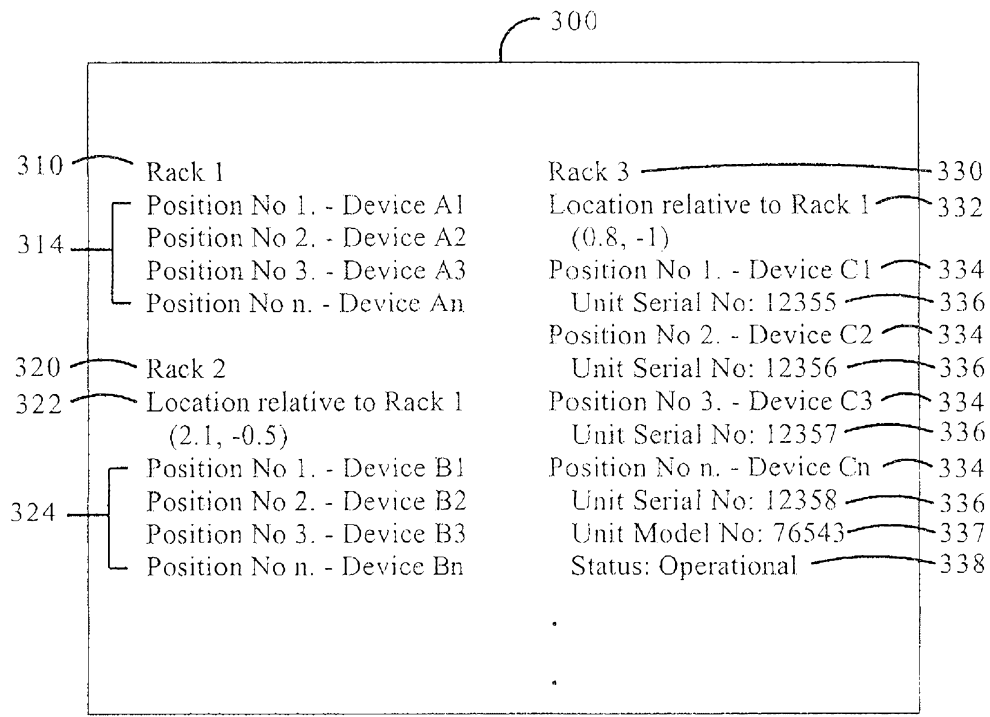 300
310 Rack 1
314
Position No 1. - Device A1
Position No 2. - Device A2
Position No 3. - Device A3
Position No n. - Device An
320 Rack 2
322 Location relative to Rack 1
(2.1, -0.5)
324
Position No 1. - Device B1
Position No 2. - Device B2
Position No 3. - Device B3
Position No n. - Device Bn
Rack 3 330
Location relative to Rack 1 332
(0.8, -1)
Position No 1. - Device C1 334
Unit Serial No: 12355 336
Position No 2. - Device C2 334
Unit Serial No: 12356 336
Position No 3. - Device C3 334
Unit Serial No: 12357 336
Position No n. - Device Cn 334
Unit Serial No: 12358 336
Unit Model No: 76543 337
Status: Operational 338